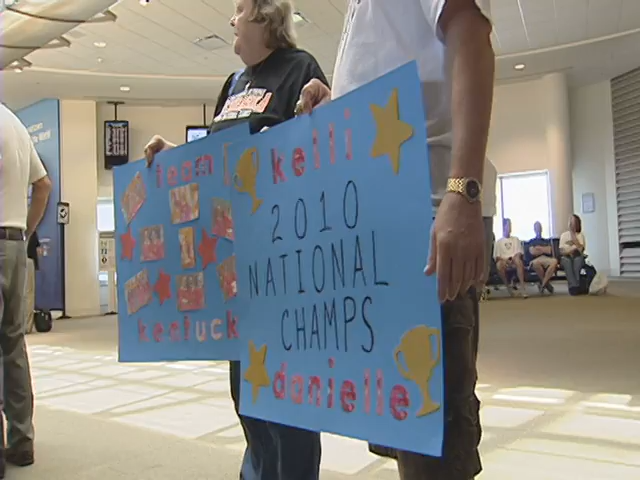 team
kentuck
kelli
2010
NATIONAL
CHAMPS
danielle